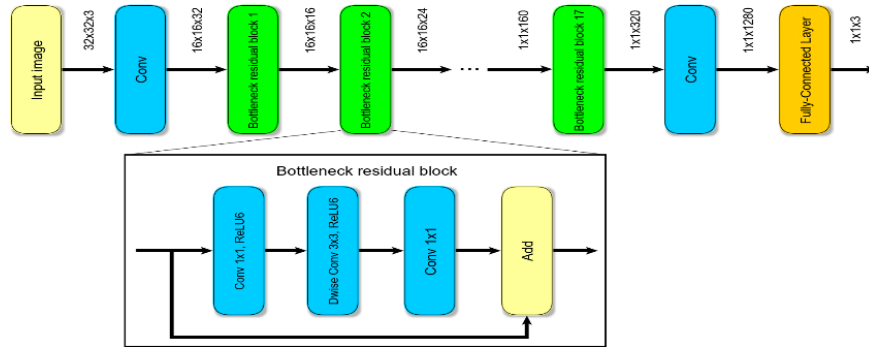 Input image
32x32x3
Conv
16x16x32
Bottleneck residual block 1
16x16x16
Bottleneck residual block 2
16x16x24
...
1x1x160
Bottleneck residual block 17
1x1x320
Conv
1x1x1280
Fully-Connected Layer
1x1x3
Bottleneck residual block
Conv 1x1, ReLU6
Dwise Conv 3x3, ReLU6
Conv 1x1
Add